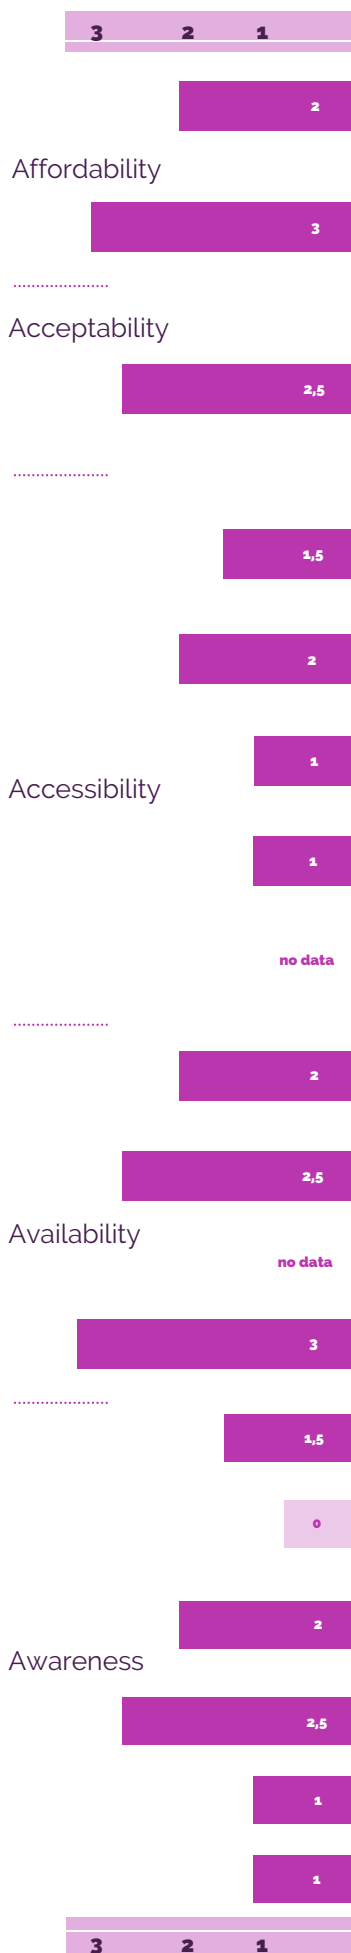 3 2 1
2
Affordability
3
.....................
Acceptability
2,5
.....................
1,5
2
1
Accessibility
1
no data
.....................
2
2,5
Availability
no data
3
.....................
1,5
0
2
Awareness
2,5
1
1
3 2 1